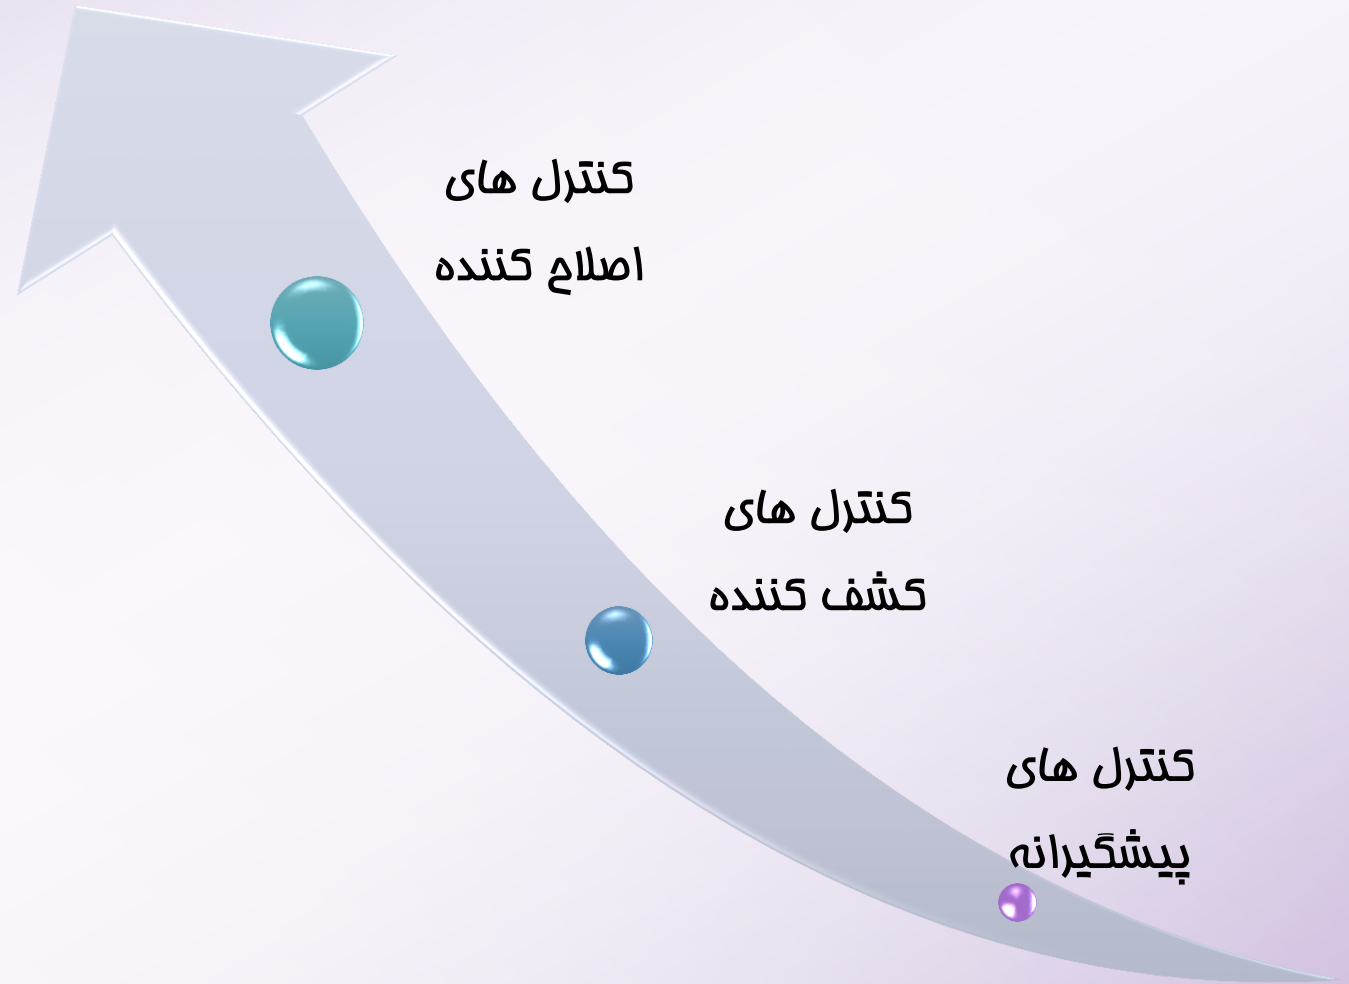 کنترل های
اصلاح کننده
کنترل های
کشف کننده
کنترل های
پیشگیرانه